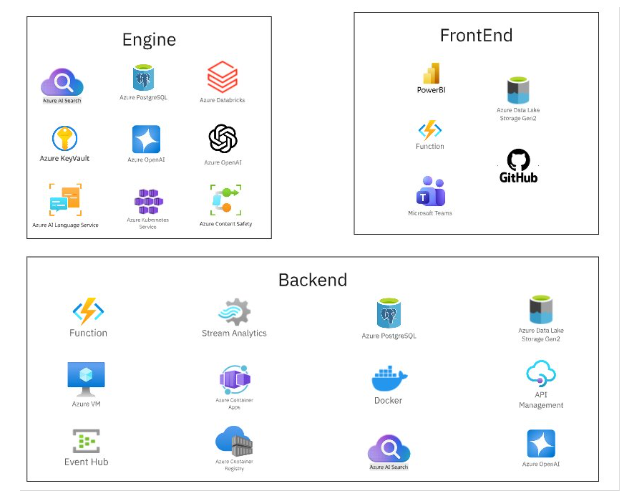 Engine
Azure AI Search
Azure PostgreSQL
Azure Databricks
Azure KeyVault
Azure OpenAI
Azure OpenAI
Azure AI Language Service
Azure Kubernetes
Service
Azure Content Safety
FrontEnd
PowerBI
Azure Data Lake
Storage Gen2
Function
GitHub
T
Microsoft Teams
Backend
Function
Stream Analytics
Azure PostgreSQL
Azure Data Lake
Storage Gen2
Azure VM
Azure Container
Apps
Docker
API
Management
Event Hub
Azure Container
Registry
Azure AI Search
Azure OpenAI